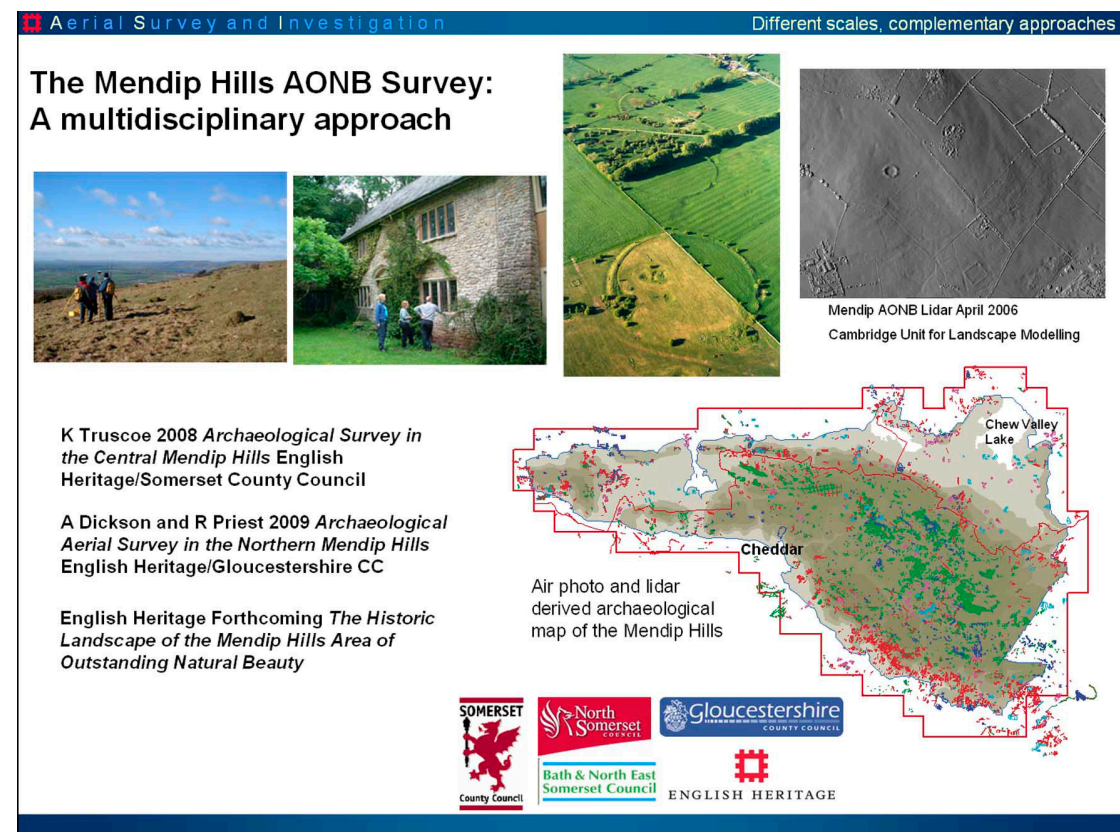 Aerial Survey and Investigation
Different scales, complementary approaches
The Mendip Hills AONB Survey:
A multidisciplinary approach
Mendip AONB Lidar April 2006
Cambridge Unit for Landscape Modelling
K Truscoe 2008 Archaeological Survey in
the Central Mendip Hills English
Heritage/Somerset County Council
A Dickson and R Priest 2009 Archaeological
Aerial Survey in the Northern Mendip Hills
English Heritage/Gloucestershire CC
English Heritage Forthcoming The Historic
Landscape of the Mendip Hills Area of
Outstanding Natural Beauty
Chew Valley
Lake
Cheddar
Air photo and lidar
derived archaeological
map of the Mendip Hills
SOMERSET
County Council
North
Somerset
COUNCIL
Bath & North East
Somerset Council
Gloucestershire
COUNTY COUNCIL
ENGLISH HERITAGE